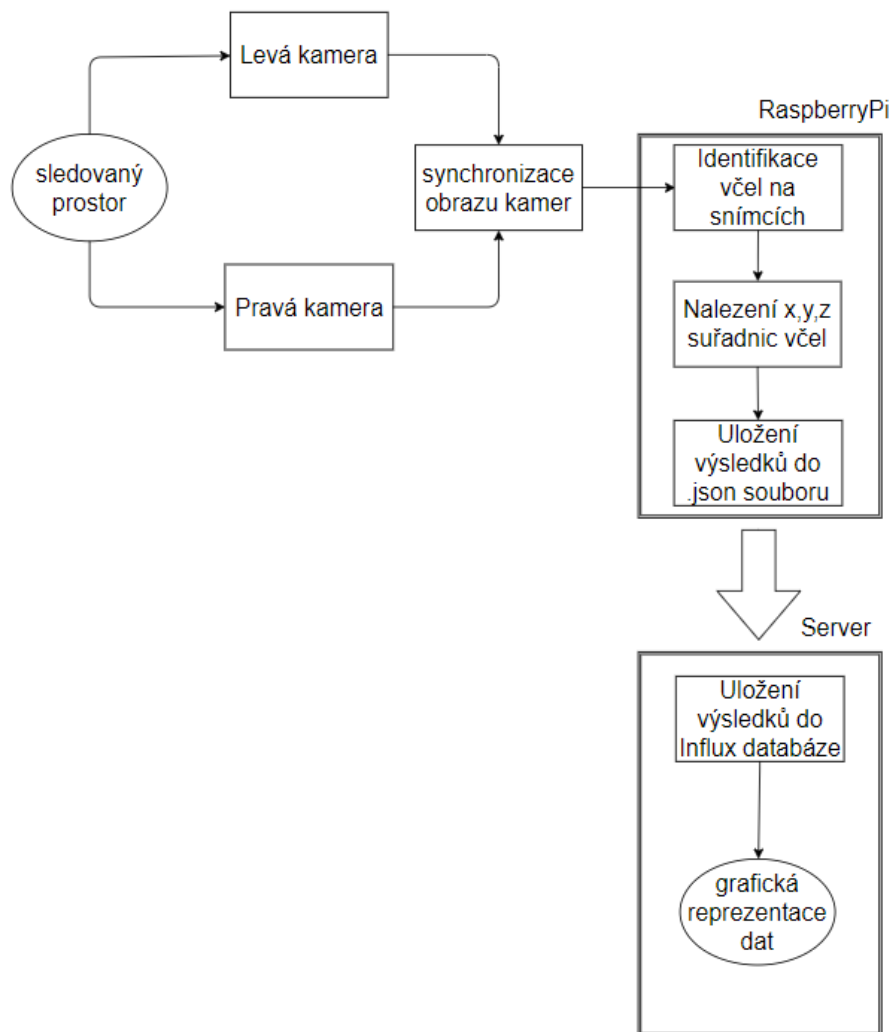 Levá kamera
sledovaný
prostor
Pravá kamera
synchronizace
obrazu kamer
RaspberryPi
Identifikace
včel na
snímcích
Nalezení x,y,z
suřadnic včel
Uložení
výsledků do
.json souboru
Server
Uložení
výsledků do
Influx databáze
grafická
reprezentace
dat